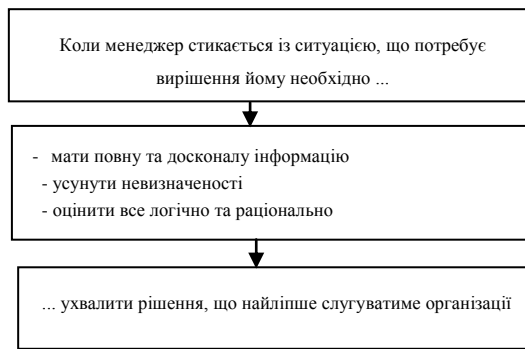 Коли менеджер стикається із ситуацією, що потребує
вирішення йому необхідно ...
- мати повну та досконалу інформацію
- усунути невизначеності
- оцінити все логічно та раціонально
... ухвалити рішення, що найліпше слугуватиме організації